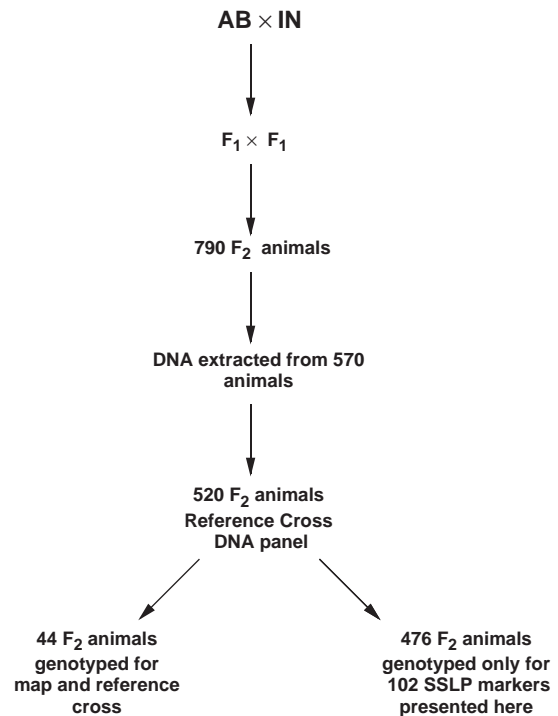 AB × IN
F₁ × F₁
790 F₂ animals
DNA extracted from 570
animals
520 F₂ animals
Reference Cross
DNA panel
44 F₂ animals
genotyped for
map and reference
cross
476 F₂ animals
genotyped only for
102 SSLP markers
presented here